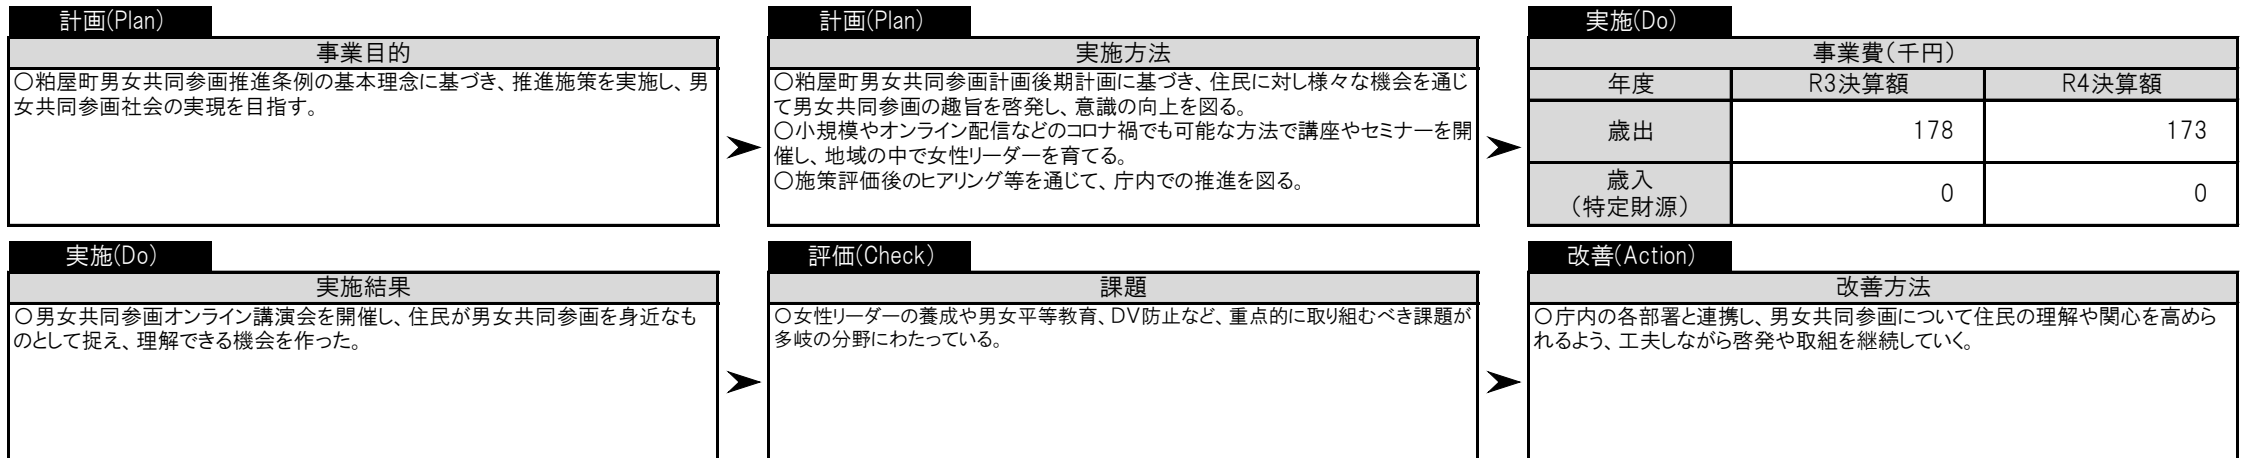 計画(Plan)
事業目的
〇粕屋町男女共同参画推進条例の基本理念に基づき、推進施策を実施し、男
女共同参画社会の実現を目指す。
計画(Plan)
実施方法
〇粕屋町男女共同参画計画後期計画に基づき、住民に対し様々な機会を通じ
て男女共同参画の趣旨を啓発し、意識の向上を図る。
〇小規模やオンライン配信などのコロナ禍でも可能な方法で講座やセミナーを開
催し、地域の中で女性リーダーを育てる。
〇施策評価後のヒアリング等を通じて、庁内での推進を図る。
実施(Do)
事業費(千円)
年度 R3決算額 R4決算額
歳出 178 173
歳入
(特定財源) 0 0
実施(Do)
実施結果
〇男女共同参画オンライン講演会を開催し、住民が男女共同参画を身近なも
のとして捉え、理解できる機会を作った。
評価(Check)
課題
〇女性リーダーの養成や男女平等教育、DV防止など、重点的に取り組むべき課題が
多岐の分野にわたっている。
改善(Action)
改善方法
〇庁内の各部署と連携し、男女共同参画について住民の理解や関心を高めら
れるよう、工夫しながら啓発や取組を継続していく。